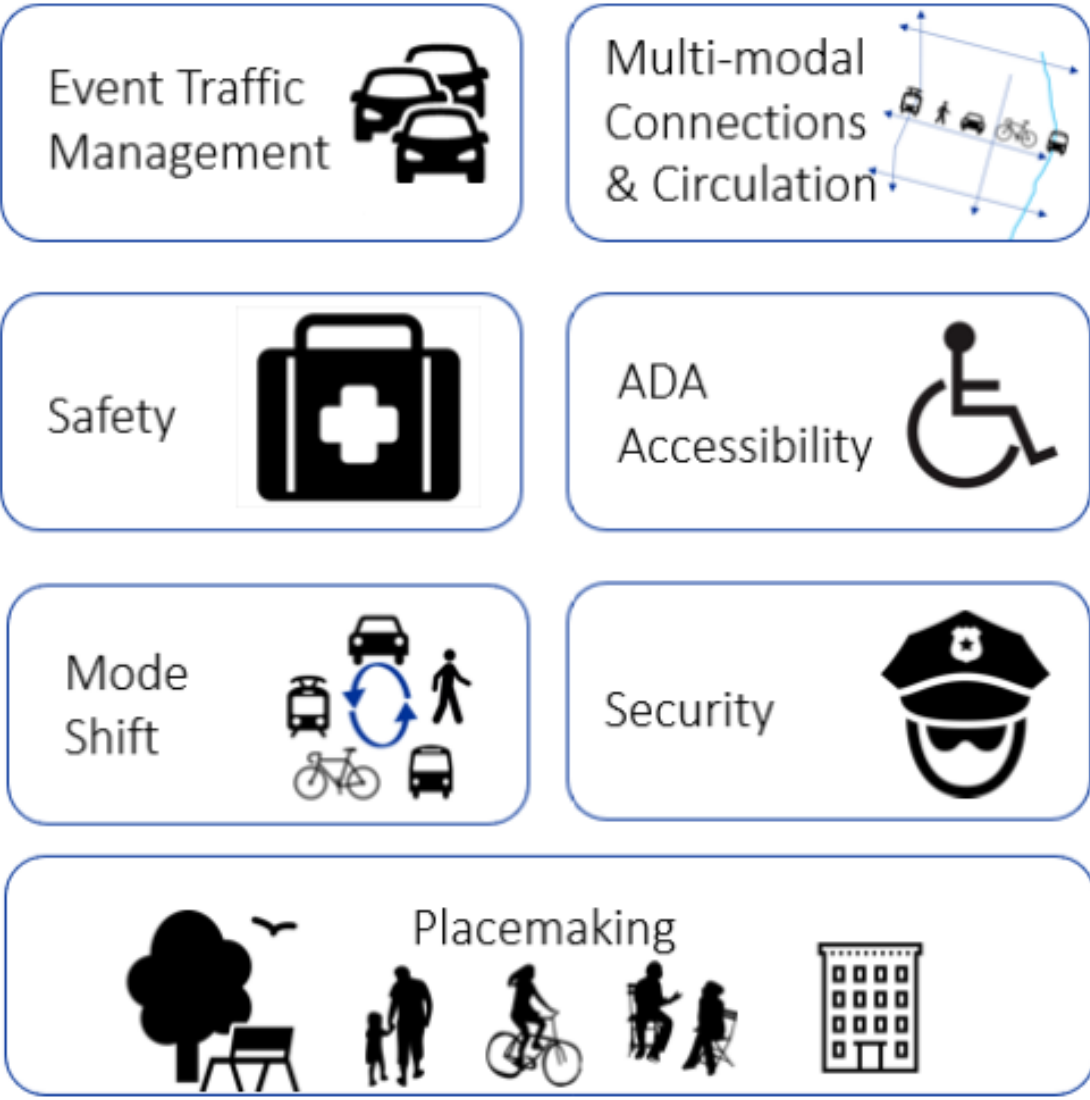 Event Traffic
Management
Multi-modal
Connections
& Circulation
Safety
ADA
Accessibility
Mode
Shift
Security
Placemaking